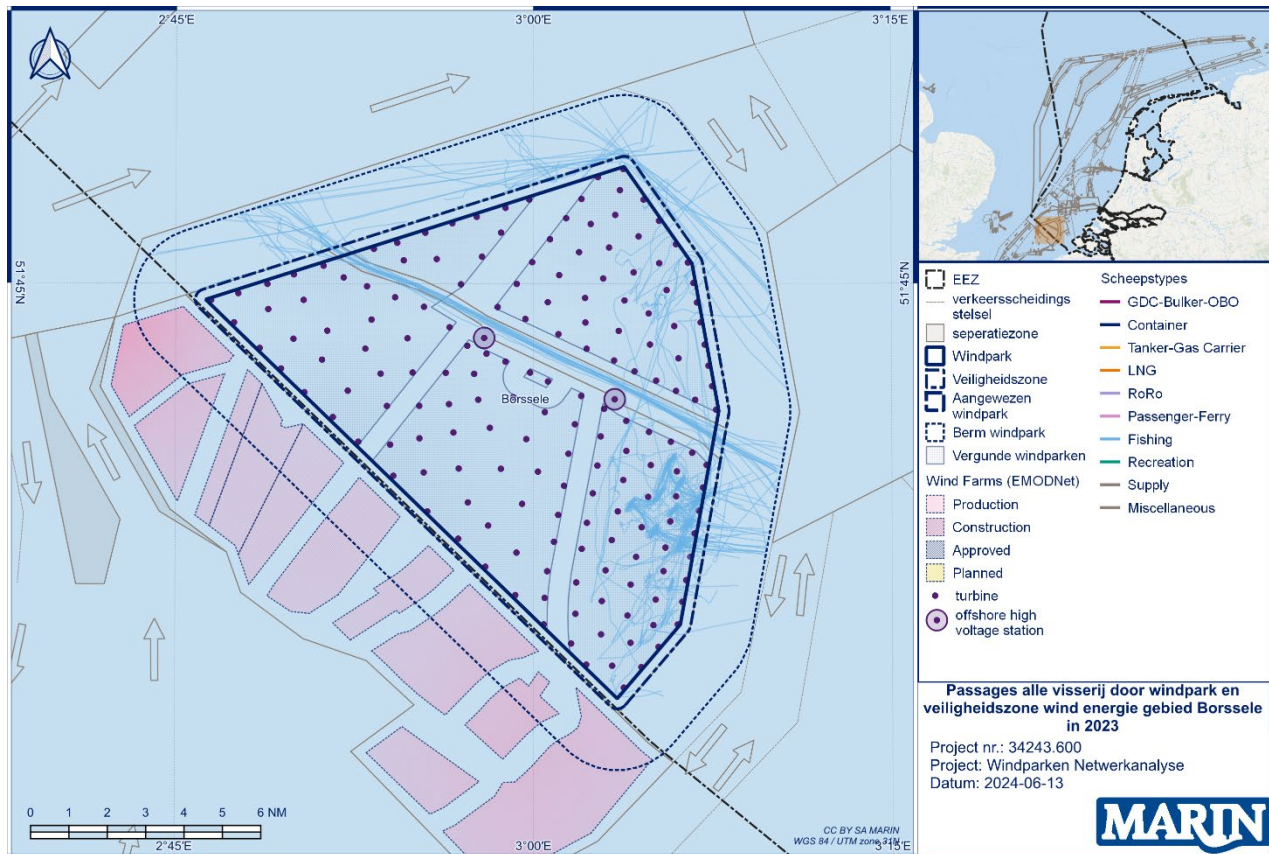 2°45'E
3°00'E
3°15'E
51°45'N
51°45'N
Borssele
0 1 2 3 4 5 6 NM
2°45'E
3°00'E
3°15'E
CC BY SA MARIN
WGS 84 / UTM zone 31N
EEZ
verkeersscheidings
stelsel
seperatiezone
Windpark
Veiligheidszone
Aangewezen
windpark
Berm windpark
Vergunde windparken
Wind Farms (EMODNet)
Production
Construction
Approved
Planned
turbine
offshore high
voltage station
Scheepstypes
GDC-Bulker-OBO
Container
Tanker-Gas Carrier
LNG
RoRo
Passenger-Ferry
Fishing
Recreation
Supply
Miscellaneous
Passages alle visserij door windpark en
veiligheidszone wind energie gebied Borssele
in 2023
Project nr.: 34243.600
Project: Windparken Netwerkanalyse
Datum: 2024-06-13
MARIN